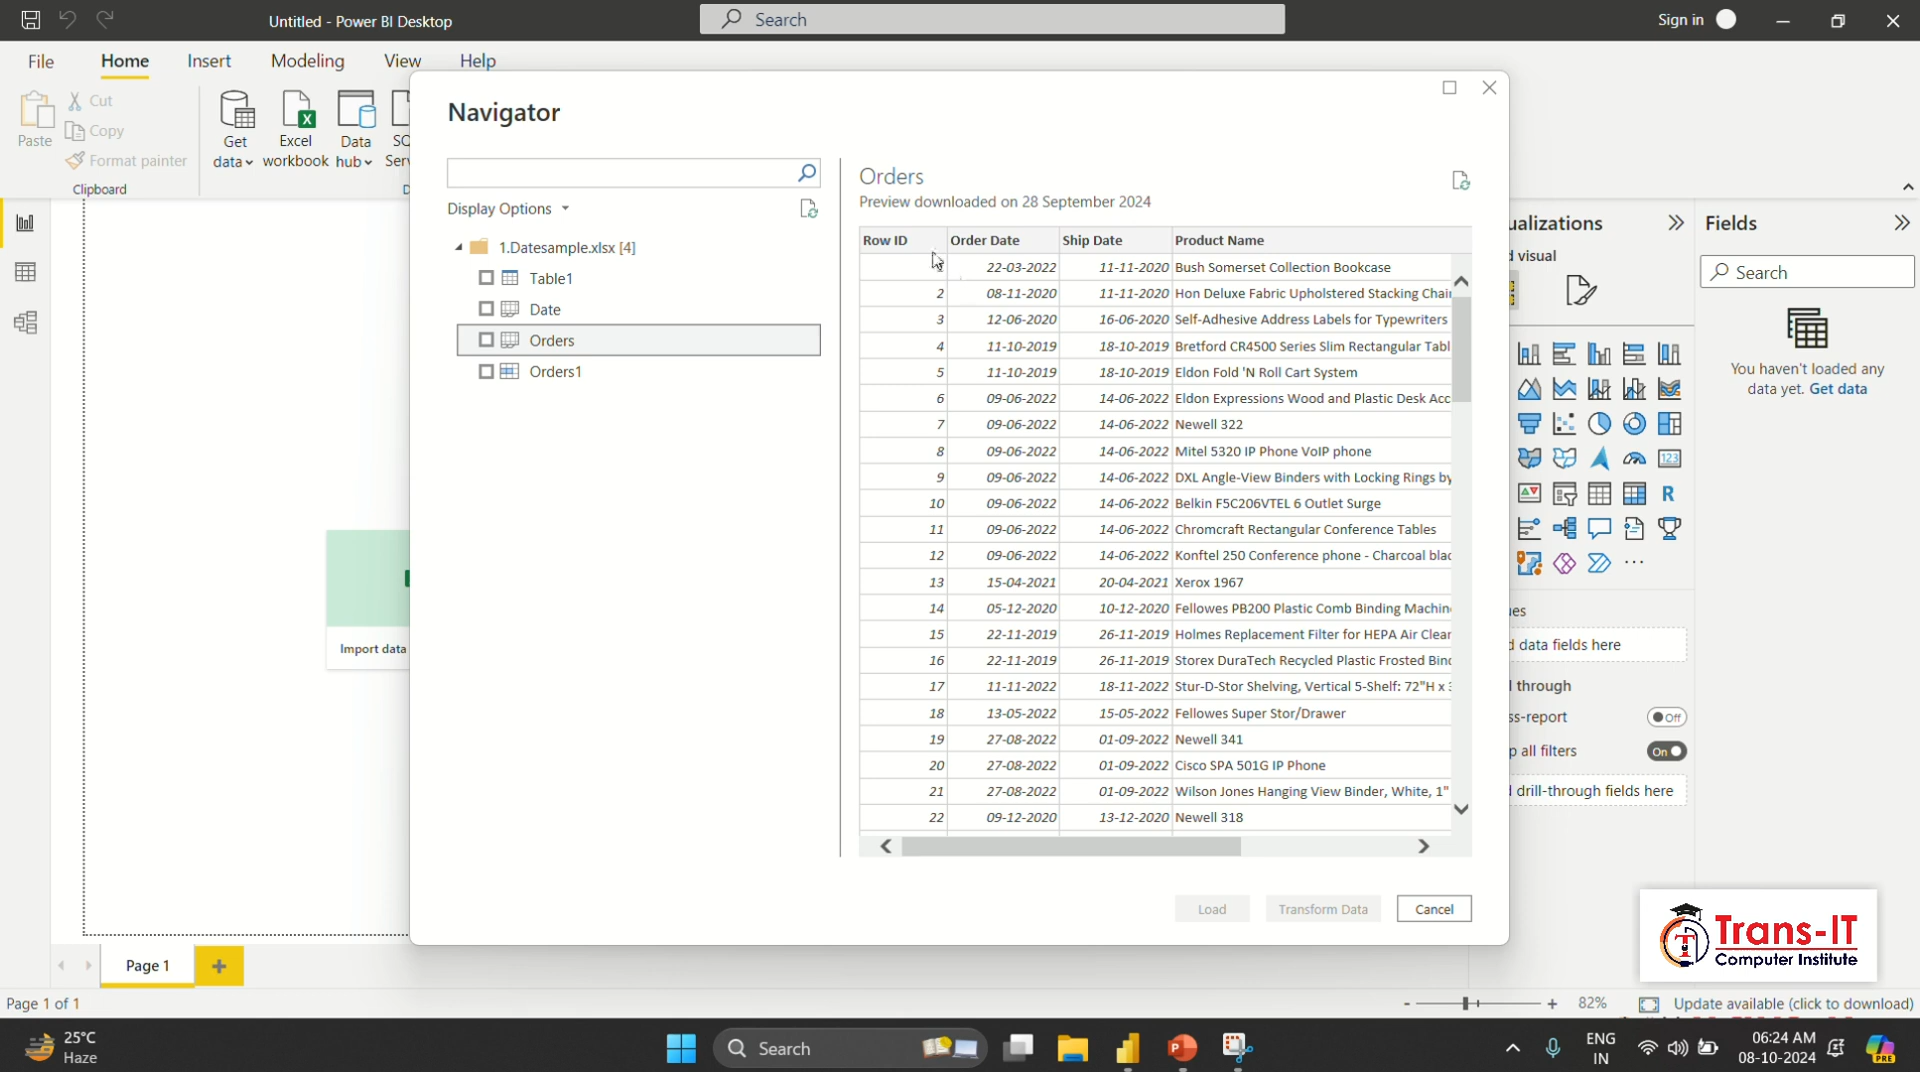 Untitled - Power BI Desktop
Search
Sign in
File Home Insert Modeling View Help
Paste
Cut
Copy
Format painter
Clipboard
Get data
Excel workbook
Data hub
Navigator
Display Options
1.Datesample.xlsx [4]
Table1
Date
Orders
Orders1
Orders
Preview downloaded on 28 September 2024
Row ID Order Date Ship Date Product Name
22-03-2022 11-11-2020 Bush Somerset Collection Bookcase
2 08-11-2020 11-11-2020 Hon Deluxe Fabric Upholstered Stacking Chai
3 12-06-2020 16-06-2020 Self-Adhesive Address Labels for Typewriters
4 11-10-2019 18-10-2019 Bretford CR4500 Series Slim Rectangular Tabl
5 11-10-2019 18-10-2019 Eldon Fold 'N Roll Cart System
6 09-06-2022 14-06-2022 Eldon Expressions Wood and Plastic Desk Acc
7 09-06-2022 14-06-2022 Newell 322
8 09-06-2022 14-06-2022 Mitel 5320 IP Phone VoIP phone
9 09-06-2022 14-06-2022 DXL Angle-View Binders with Locking Rings by
10 09-06-2022 14-06-2022 Belkin F5C206VTEL 6 Outlet Surge
11 09-06-2022 14-06-2022 Chromcraft Rectangular Conference Tables
12 09-06-2022 14-06-2022 Konftel 250 Conference phone - Charcoal blac
13 15-04-2021 20-04-2021 Xerox 1967
14 05-12-2020 10-12-2020 Fellowes PB200 Plastic Comb Binding Machin
15 22-11-2019 26-11-2019 Holmes Replacement Filter for HEPA Air Clear
16 22-11-2019 26-11-2019 Storex DuraTech Recycled Plastic Frosted Bind
17 11-11-2022 18-11-2022 Stur-D-Stor Shelving, Vertical 5-Shelf: 72"H x 3
18 13-05-2022 15-05-2022 Fellowes Super Stor/Drawer
19 27-08-2022 01-09-2022 Newell 341
20 27-08-2022 01-09-2022 Cisco SPA 501G IP Phone
21 27-08-2022 01-09-2022 Wilson Jones Hanging View Binder, White, 1"
22 09-12-2020 13-12-2020 Newell 318
Load Transform Data Cancel
Import data
ualizations
visual
123
R
data fields here
through
ss-report Off
all filters On
drill-through fields here
Fields
Search
You haven't loaded any
data yet. Get data
Trans-IT
Computer Institute
Page 1
+
Page 1 of 1
- + 82% Update available (click to download)
25°C
Haze
Search
ENG
IN
06:24 AM
08-10-2024
PRE